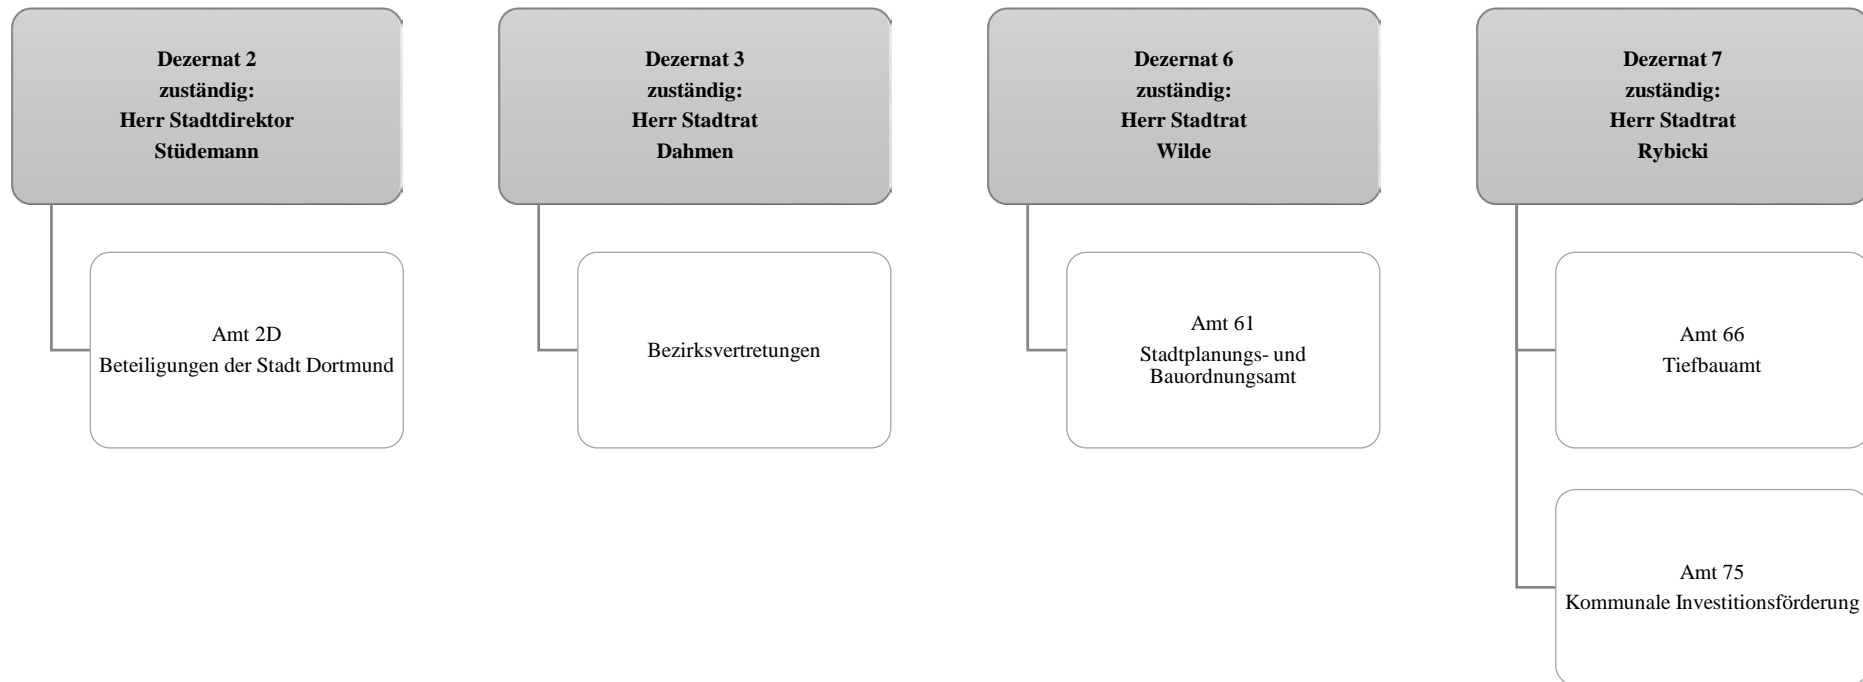 Dezernat 2
zuständig:
Herr Stadtdirektor
Stüdemann
Amt 2D
Beteiligungen der Stadt Dortmund
Dezernat 3
zuständig:
Herr Stadtrat
Dahmen
Bezirksvertretungen
Dezernat 6
zuständig:
Herr Stadtrat
Wilde
Amt 61
Stadtplanungs- und
Bauordnungsamt
Dezernat 7
zuständig:
Herr Stadtrat
Rybicki
Amt 66
Tiefbauamt
Amt 75
Kommunale Investitionsförderung